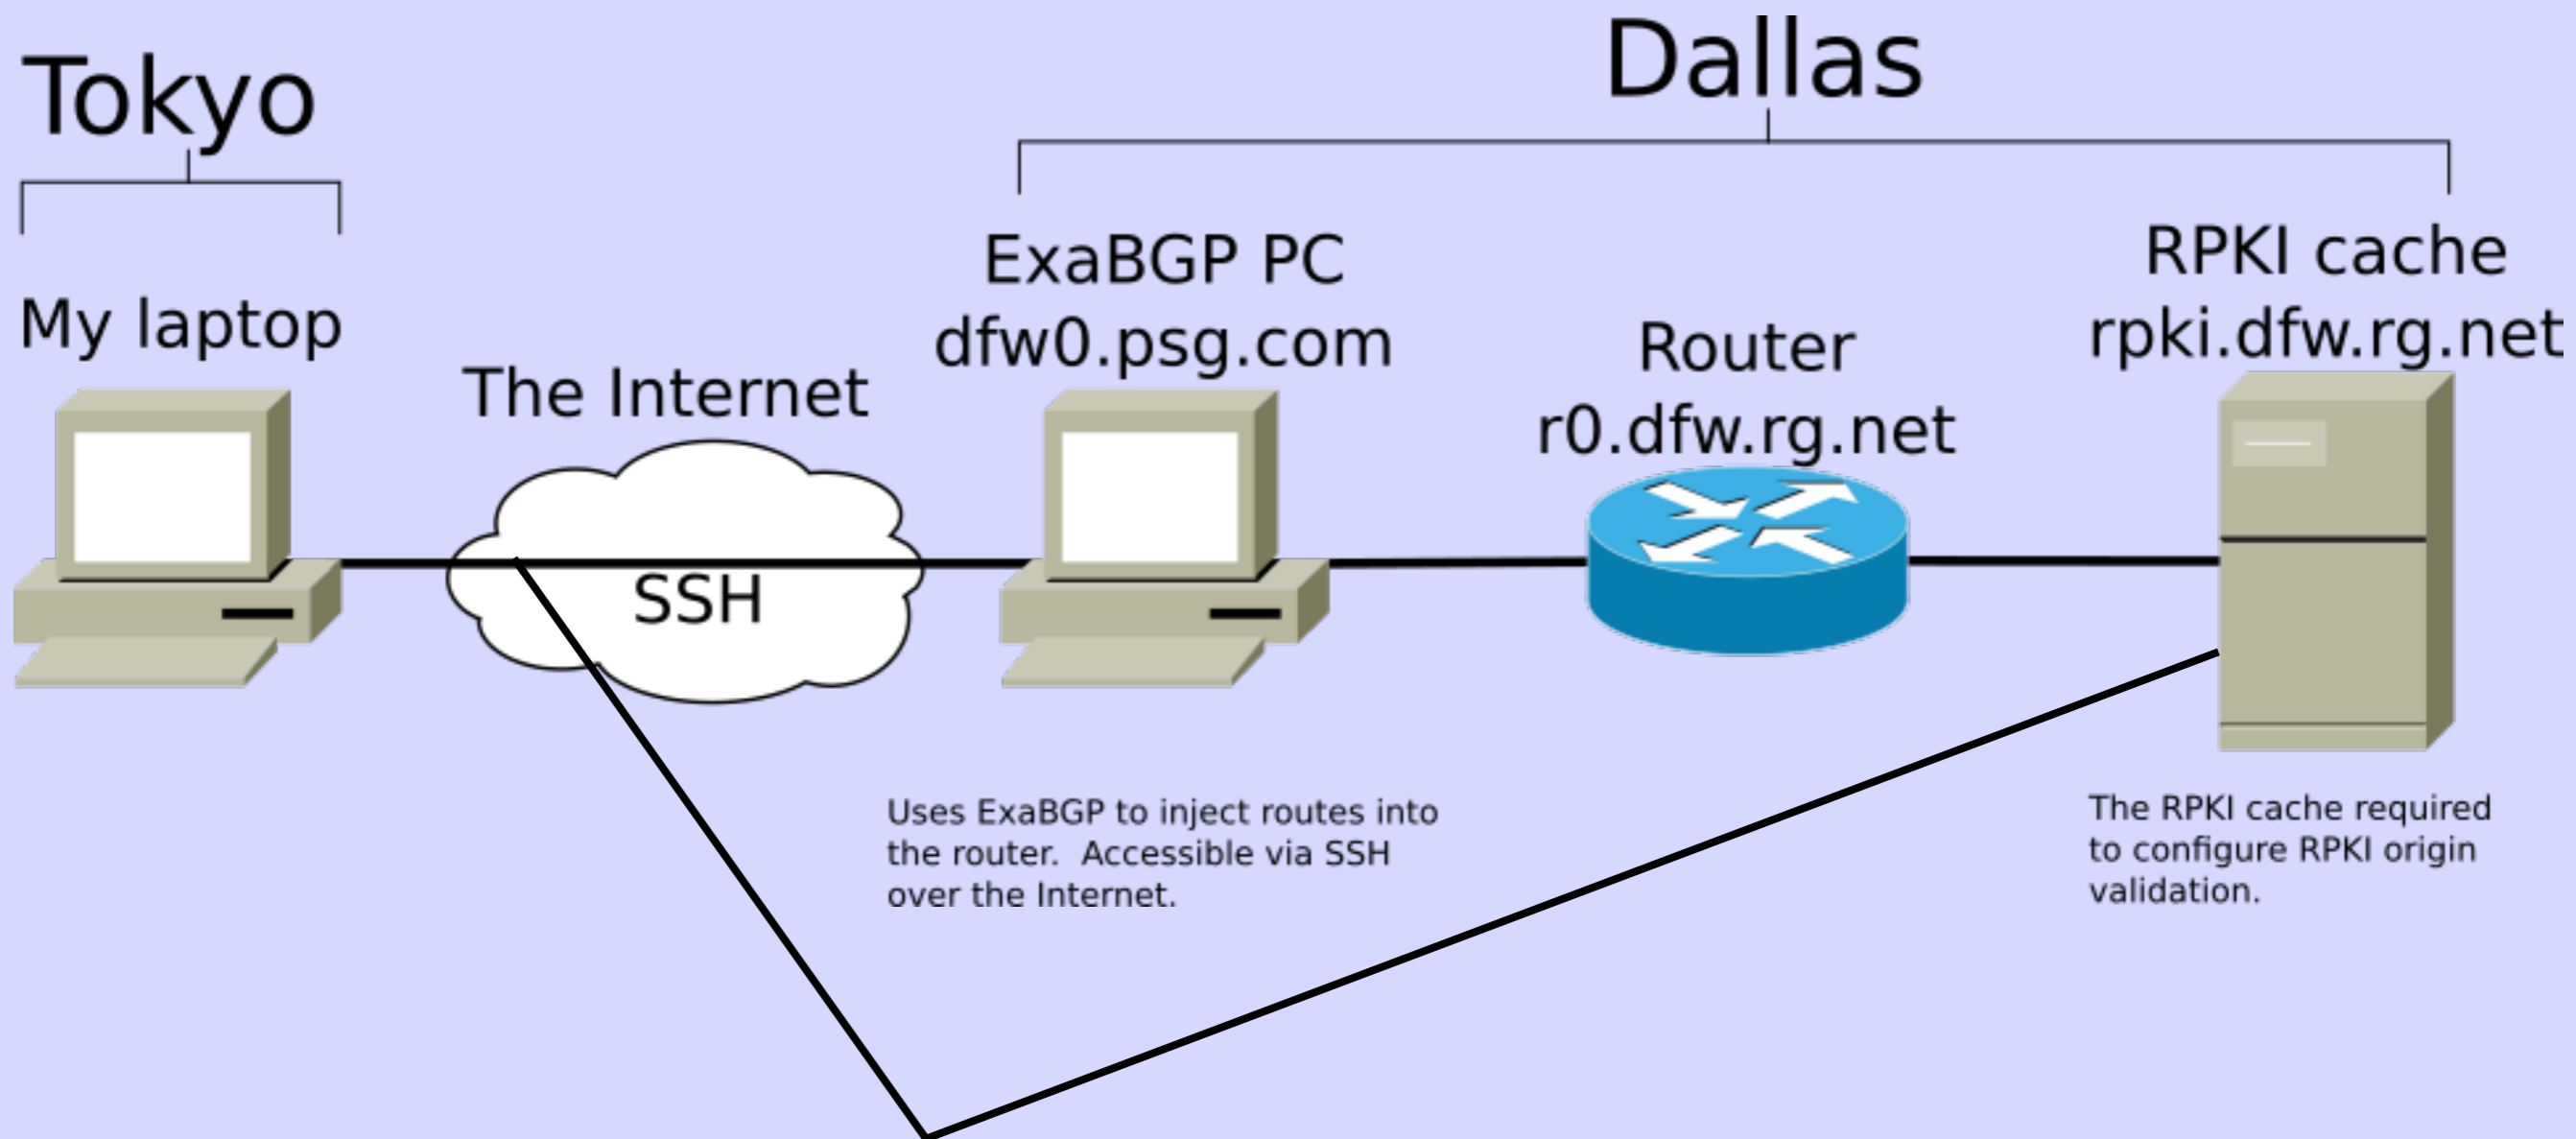 Tokyo
Dallas
My laptop
The Internet
SSH
ExaBGP PC
dfw0.psg.com
Router
r0.dfw.rg.net
RPKI cache
rpki.dfw.rg.net
Uses ExaBGP to inject routes into
the router.  Accessible via SSH
over the Internet.
The RPKI cache required
to configure RPKI origin
validation.